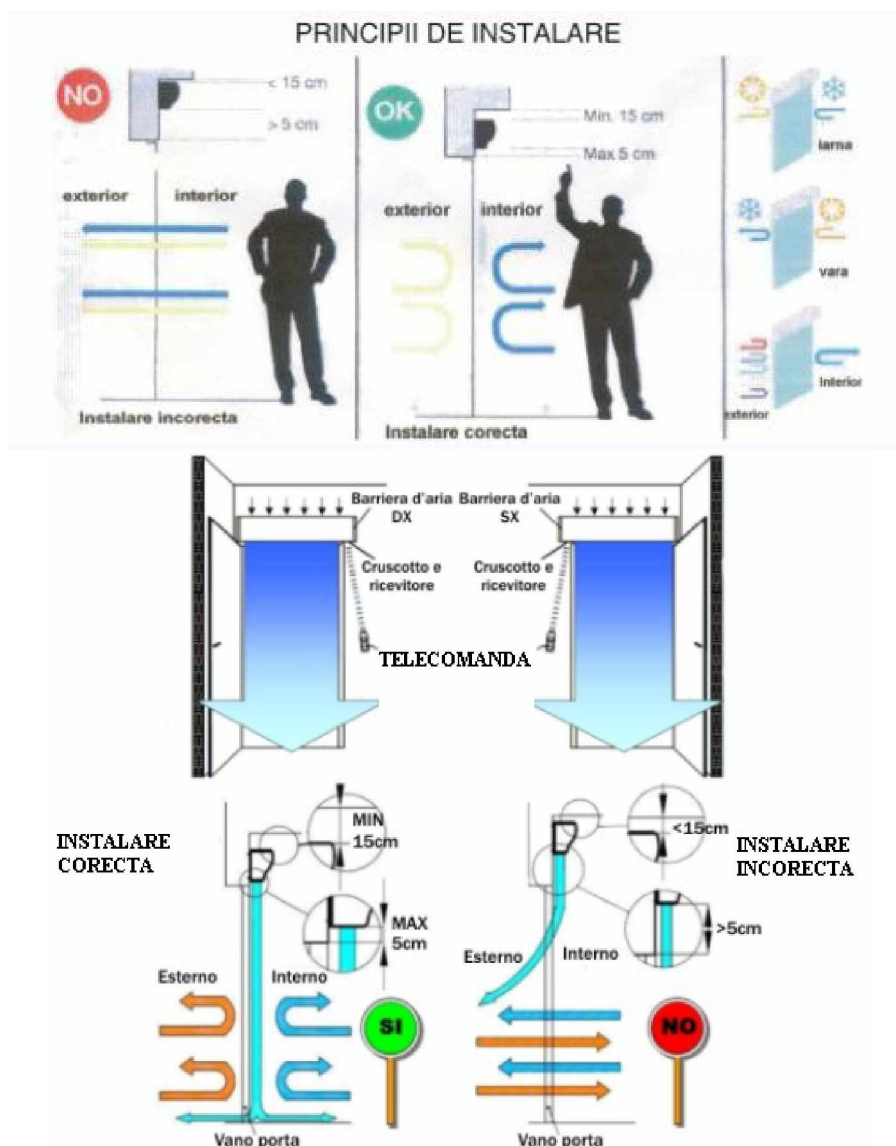 PRINCIPII DE INSTALARE
NO
< 15 cm
> 5 cm
exterior
interior
Instalare incorecta
OK
Min. 15 cm
Max 5 cm
exterior
interior
Instalare corecta
iarna
vara
Interior
exterior
Barriera d'aria
DX
Cruscotto e
ricevitore
Barriera d'aria
SX
Cruscotto e
ricevitore
TELECOMANDA
INSTALARE
CORECTA
MIN
15cm
MAX
5cm
Esterno
Interno
SI
Vano porta
<15cm
INSTALARE
INCORECTA
>5cm
Esterno
Interno
NO
Vano porta